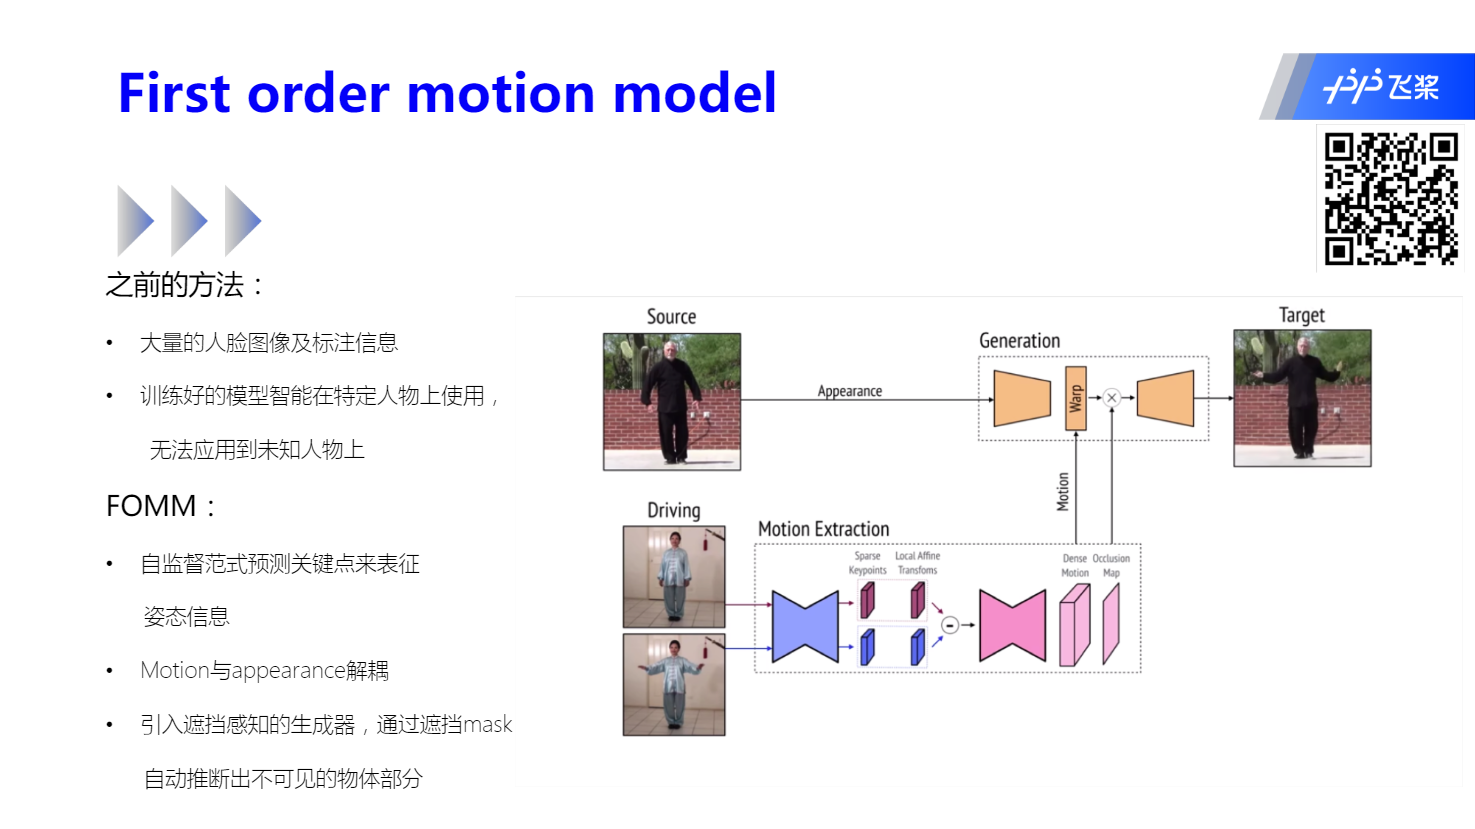 First order motion model
飞桨
之前的方法：
• 大量的人脸图像及标注信息
• 训练好的模型智能在特定人物上使用，
无法应用到未知人物上
FOMM：
• 自监督范式预测关键点来表征
姿态信息
• Motion与appearance解耦
• 引入遮挡感知的生成器，通过遮挡mask
自动推断出不可见的物体部分
Source
Appearance
Generation
Warp
Target
Motion
Driving
Motion Extraction
Sparse
Keypoints
Local Affine
Transfoms
Dense
Motion
Occlusion
Map